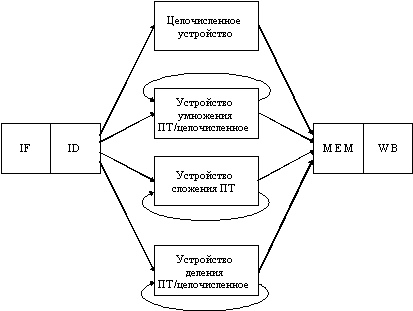 Целочисленное
устройство
Устройство
умножения
ПТ/целочисленное
IF
ID
MEM
WB
Устройство
сложения ПТ
Устройство
деления
ПТ/целочисленное